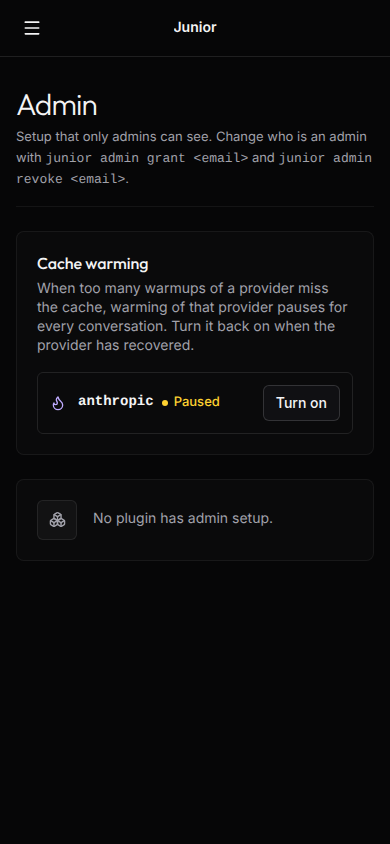 Junior
Admin
Setup that only admins can see. Change who is an admin
with junior admin grant <email> and junior admin
revoke <email>.
Cache warming
When too many warmups of a provider miss
the cache, warming of that provider pauses for
every conversation. Turn it back on when the
provider has recovered.
anthropic Paused Turn on
No plugin has admin setup.